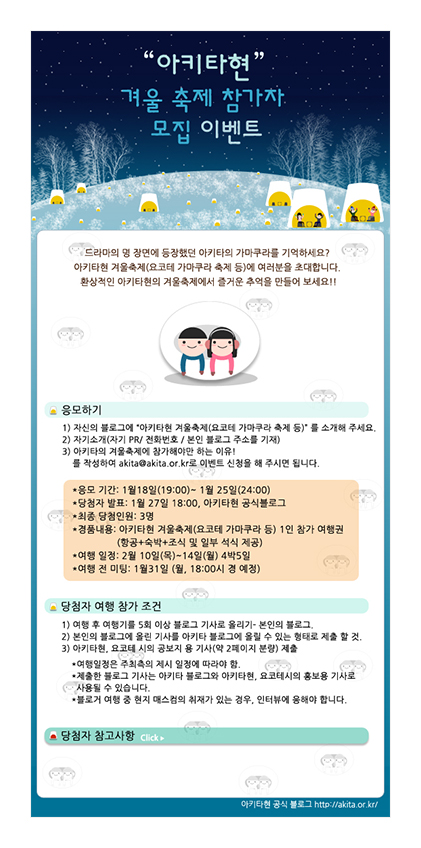 “아키타현”
겨울 축제 참가자
모집 이벤트
드라마의 명 장면에 등장했던 아키타의 가마쿠라를 기억하세요?
아키타현 겨울축제(요코테 가마쿠라 축제 등)에 여러분을 초대합니다.
환상적인 아키타현의 겨울축제에서 즐거운 추억을 만들어 보세요!!
응모하기
1) 자신의 블로그에 "아키타현 겨울축제(요코테 가마쿠라 축제 등)" 를 소개해 주세요.
2) 자기소개(자기 PR/ 전화번호 / 본인 블로그 주소를 기재)
3) 아키타의 겨울축제에 참가해야만 하는 이유!
를 작성하여 akita@akita.or.kr로 이벤트 신청을 해 주시면 됩니다.
*응모 기간: 1월18일(19:00)~ 1월 25일(24:00)
*당첨자 발표: 1월 27일 18:00, 아키타현 공식블로그
*최종 당첨인원: 3명
*경품내용: 아키타현 겨울축제(요코테 가마쿠라 등) 1인 참가 여행권
(항공+숙박+조식 및 일부 석식 제공)
*여행 일정: 2월 10일(목)~14일(월) 4박5일
*여행 전 미팅: 1월31일 (월, 18:00시 경 예정)
당첨자 여행 참가 조건
1) 여행 후 여행기를 5회 이상 블로그 기사로 올리기- 본인의 블로그.
2) 본인의 블로그에 올린 기사를 아키타 블로그에 올릴 수 있는 형태로 제출 할 것.
3) 아키타현, 요코테 시의 공보지 용 기사(약 2페이지 분량) 제출
*여행일정은 주최측의 제시 일정에 따라야 함.
*제출한 블로그 기사는 아키타 블로그와 아키타현, 요코테시의 홍보용 기사로
사용될 수 있습니다.
*블로거 여행 중 현지 매스컴의 취재가 있는 경우, 인터뷰에 응해야 합니다.
당첨자 참고사항 Click ▶
아키타현 공식 블로그 http://akita.or.kr/